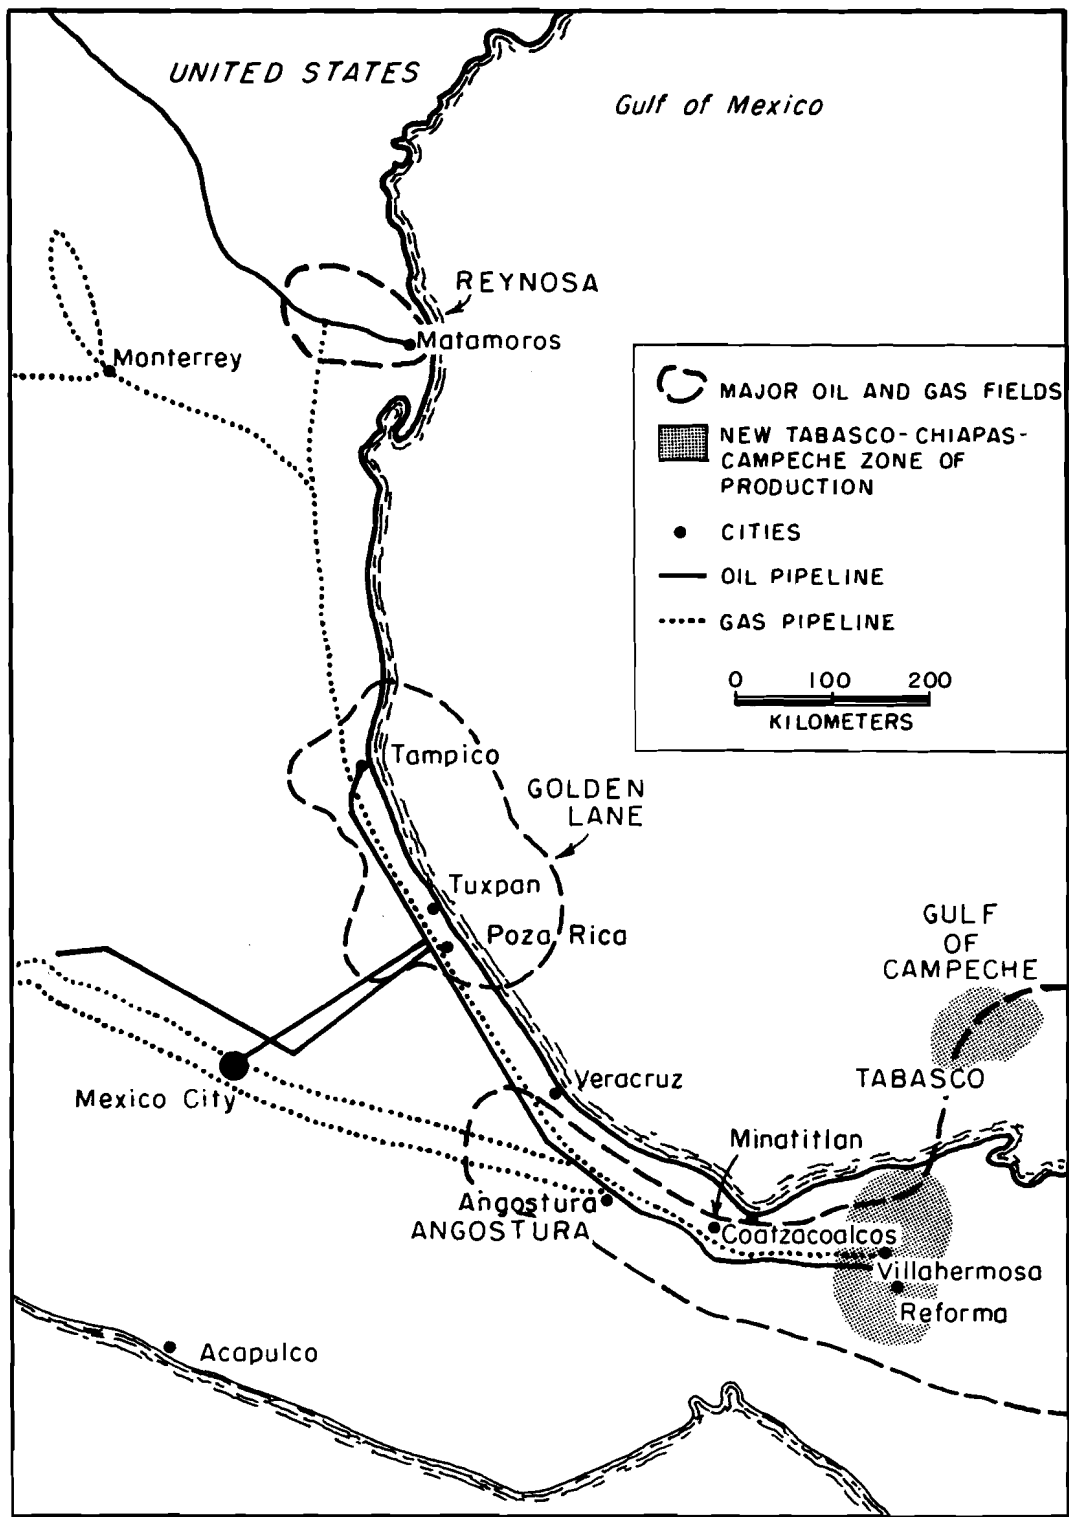 UNITED STATES
Gulf of Mexico
REYNOSA
Matamoros
Monterrey
MAJOR OIL AND GAS FIELDS
NEW TABASCO-CHIAPAS-
CAMPECHE ZONE OF
PRODUCTION
CITIES
OIL PIPELINE
GAS PIPELINE
0 100 200
KILOMETERS
Tampico
GOLDEN
LANE
Tuxpan
Poza Rica
GULF
OF
CAMPECHE
Mexico City
Veracruz
TABASCO
Minatitlan
Angostura
ANGOSTURA
Coatzacoalcos
Villahermosa
Reforma
Acapulco